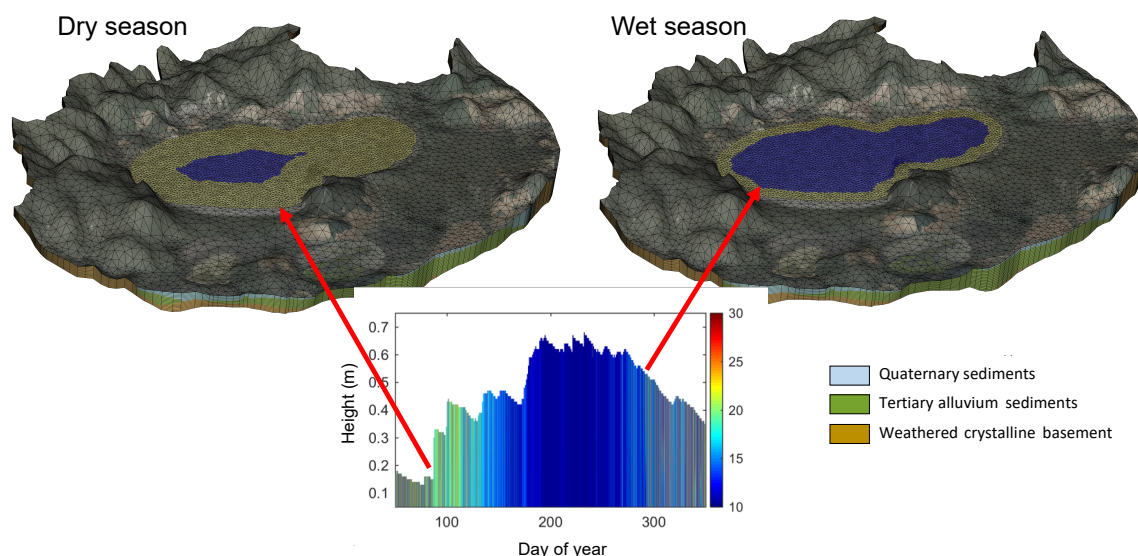 Dry season
Wet season
0.7
0.6
0.5
0.4
0.3
0.2
0.1
Height (m)
100
200
300
Day of year
30
25
20
15
10
Quaternary sediments
Tertiary alluvium sediments
Weathered crystalline basement